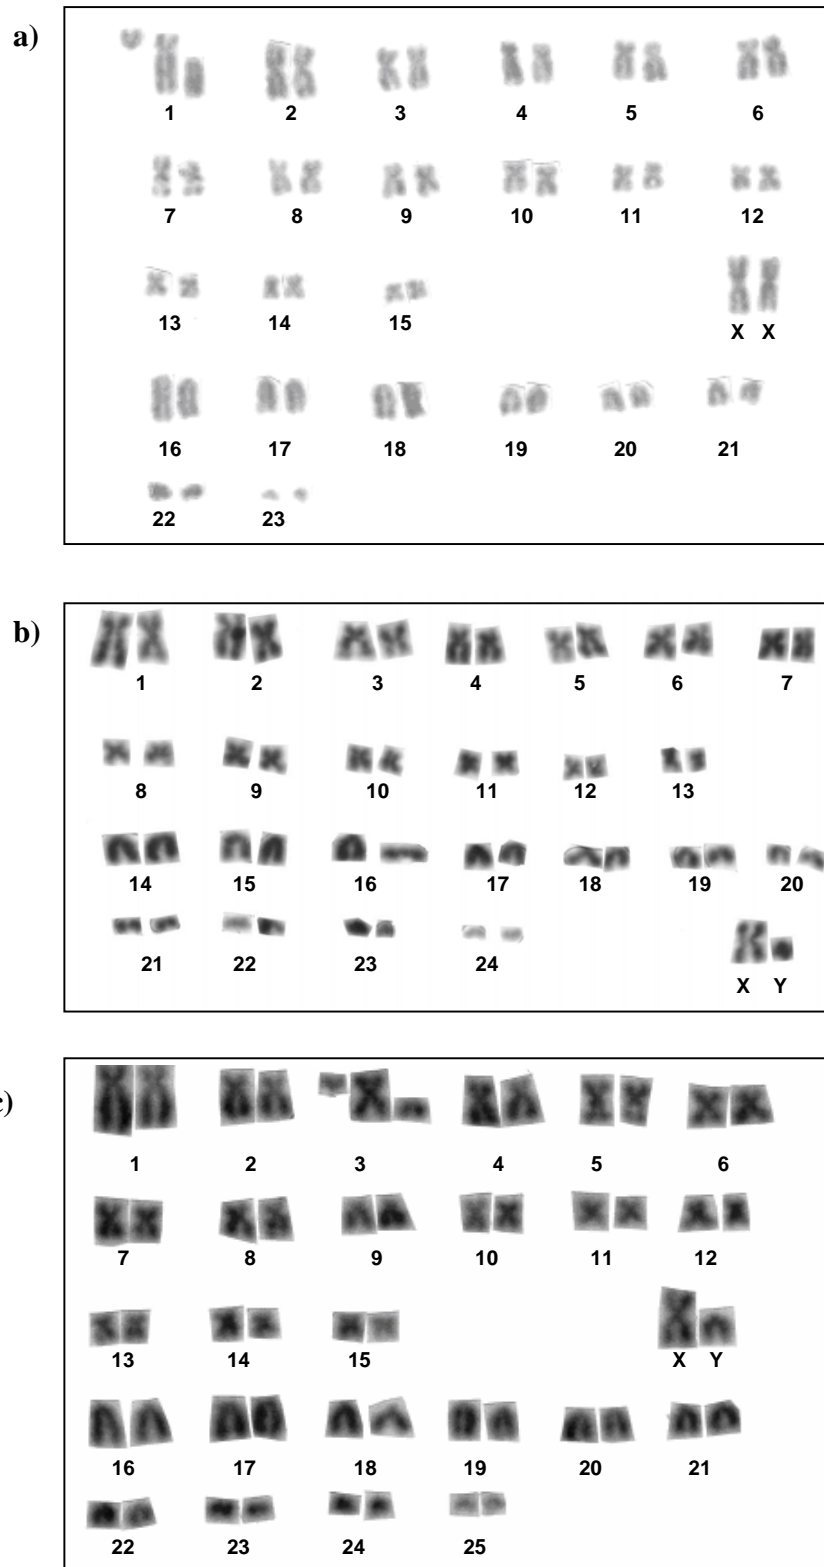 a)
1 2 3 4 5 6
7 8 9 10 11 12
13 14 15 X X
16 17 18 19 20 21
22 23
b)
1 2 3 4 5 6 7
8 9 10 11 12 13
14 15 16 17 18 19 20
21 22 23 24 X Y
c)
1 2 3 4 5 6
7 8 9 10 11 12
13 14 15 X Y
16 17 18 19 20 21
22 23 24 25